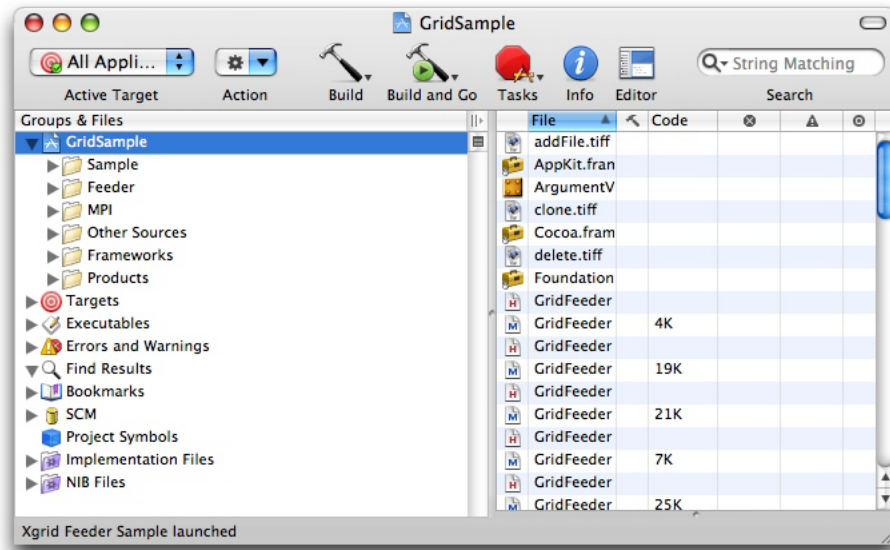 GridSample
All Appli...
String Matching
Active Target Action Build Build and Go Tasks Info Editor Search
Groups & Files
GridSample
Sample
Feeder
MPI
Other Sources
Frameworks
Products
Targets
Executables
Errors and Warnings
Find Results
Bookmarks
SCM
Project Symbols
Implementation Files
NIB Files
File Code
addFile.tiff
AppKit.fran
ArgumentV
clone.tiff
Cocoa.fram
delete.tiff
Foundation
H GridFeeder
M GridFeeder 4K
H GridFeeder
M GridFeeder 19K
H GridFeeder
M GridFeeder 21K
H GridFeeder
M GridFeeder 7K
H GridFeeder
M GridFeeder 25K
Xgrid Feeder Sample launched